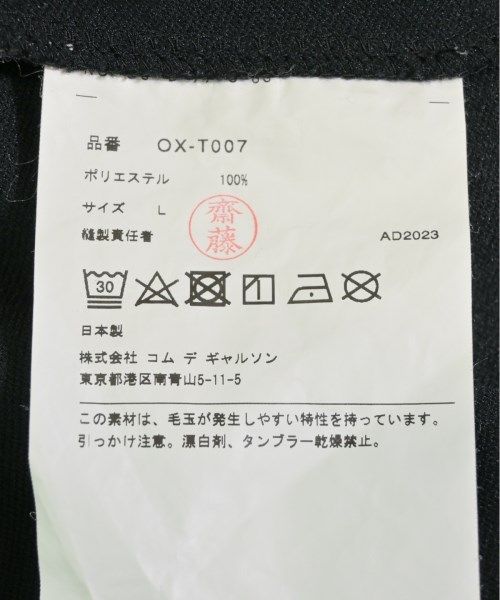 品番 OX-T007
ポリエステル 100%
サイズ L
齋藤
縫製責任者 AD2023
30
日本製
株式会社 コム デ ギャルソン
東京都港区南青山5-11-5
この素材は、毛玉が発生しやすい特性を持っています。
引っかけ注意。漂白剤、タンブラー乾燥禁止。